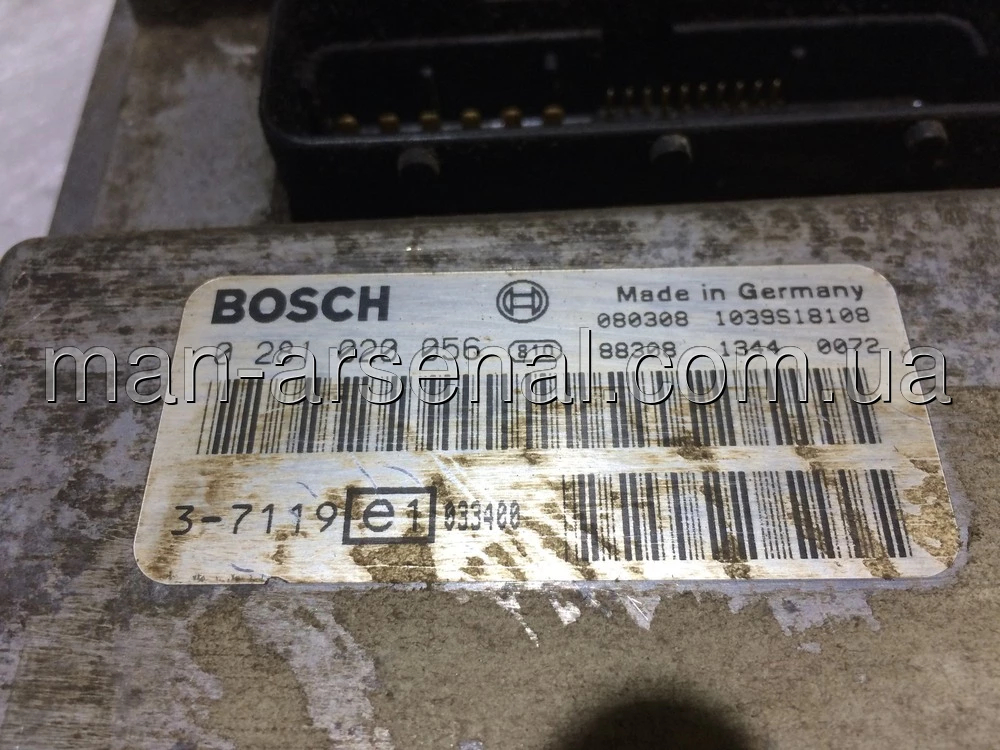 BOSCH
Made in Germany
080308 1039S18108
0 281 020 056 810 88308 1344 0072
man-arsenal.com.ua
3-7119 e1 033400